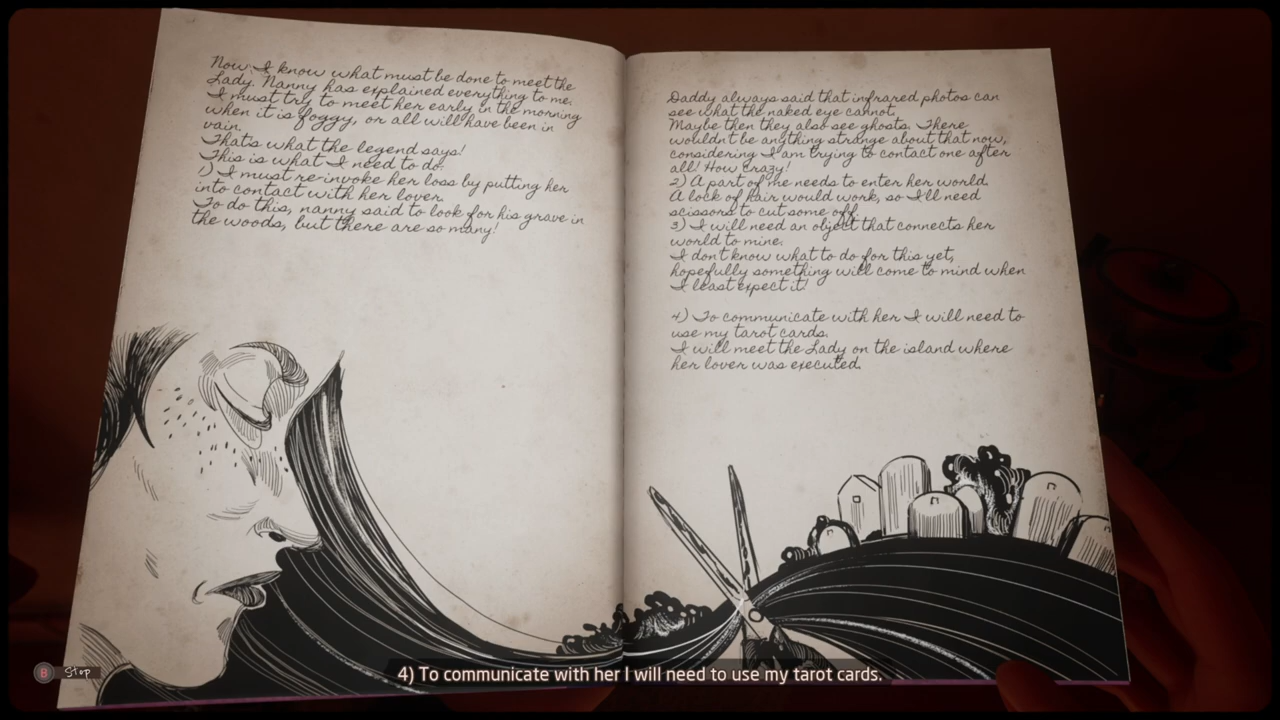 Now I know what must be done to meet the
Lady. Nanny has explained everything to me.
I must try to meet her early in the morning
when it is foggy, or all will have been in
vain.
That's what the legend says!
This is what I need to do:
1) I must re-invoke her loss by putting her
into contact with her lover.
To do this, nanny said to look for his grave in
the woods, but there are so many!
Daddy always said that infrared photos can
see what the naked eye cannot.
Maybe then they also see ghosts. There
wouldn't be anything strange about that now,
considering I am trying to contact one after
all! How crazy!
2) A part of me needs to enter her world.
A lock of hair would work, so I'll need
scissors to cut some off.
3) I will need an object that connects her
world to mine.
I don't know what to do for this yet,
hopefully something will come to mind when
I least expect it!
4) To communicate with her I will need to
use my tarot cards.
I will meet the Lady on the island where
her lover was executed.
B Stop
4) To communicate with her I will need to use my tarot cards.